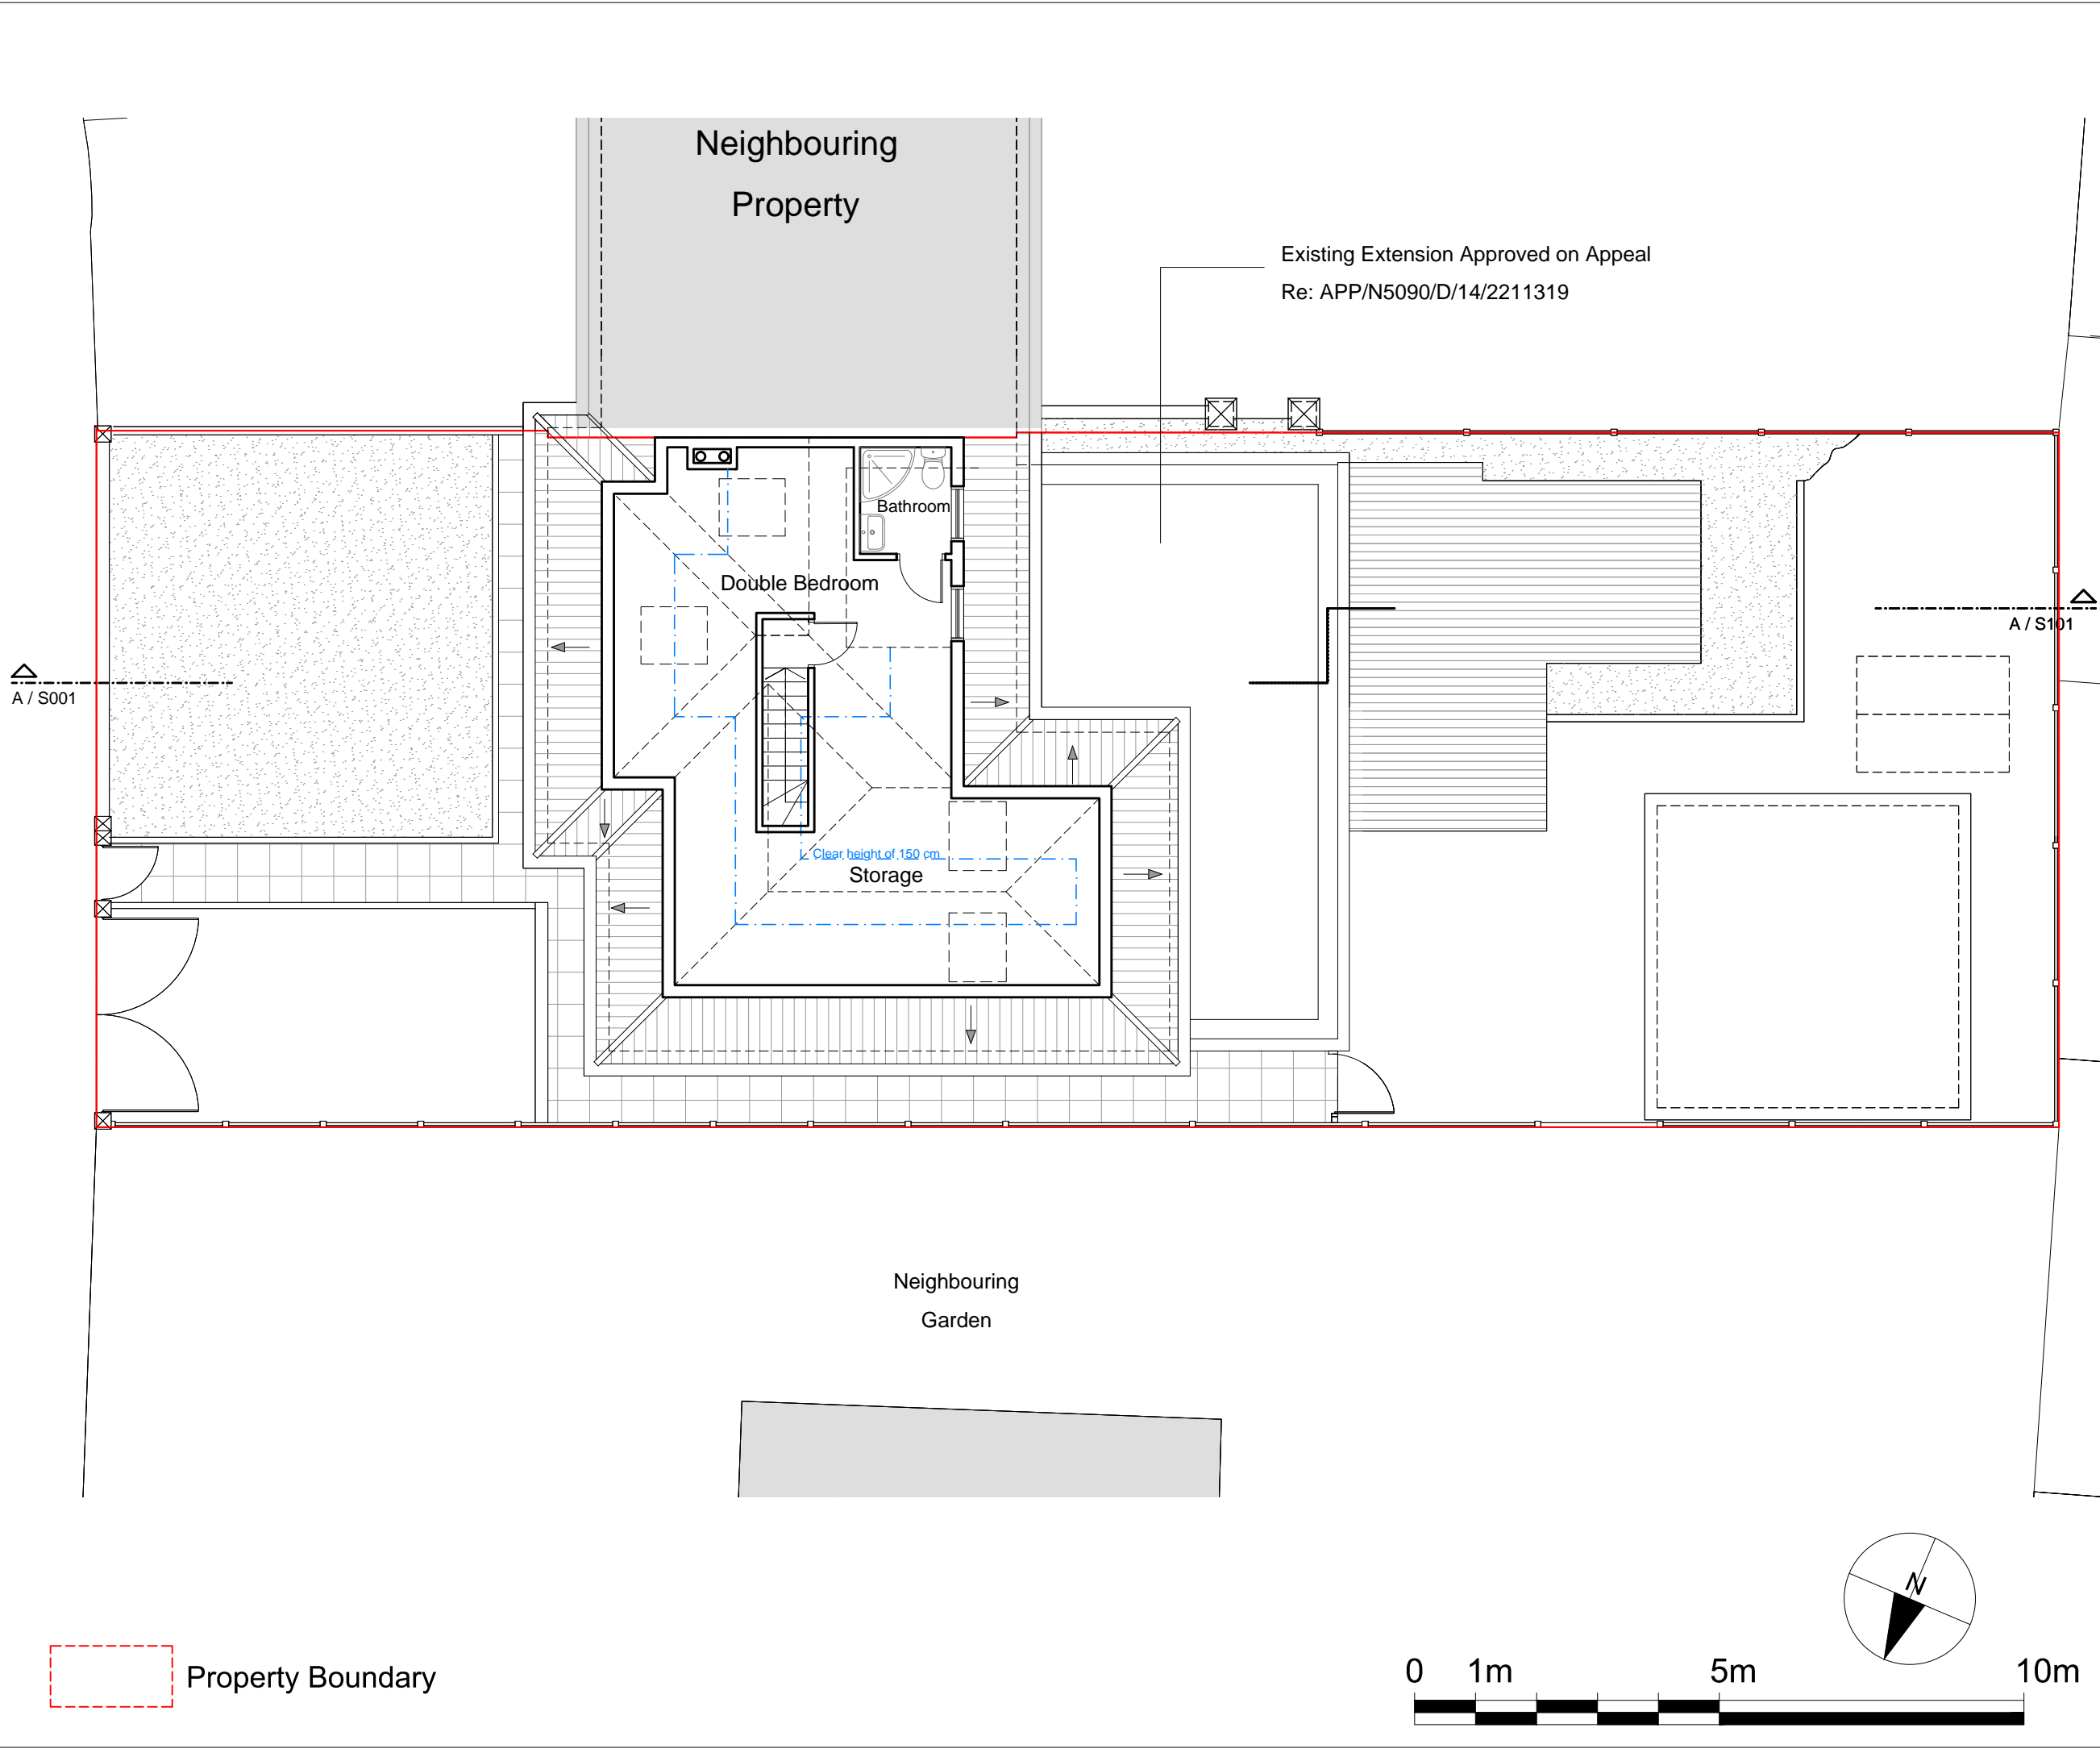 Neighbouring
Property
Existing Extension Approved on Appeal
Re: APP/N5090/D/14/2211319
Bathroom
Double Bedroom
A / S101
A / S001
Clear height of 150 cm
Storage
Neighbouring
Garden
N
Property Boundary
0 1m 5m 10m